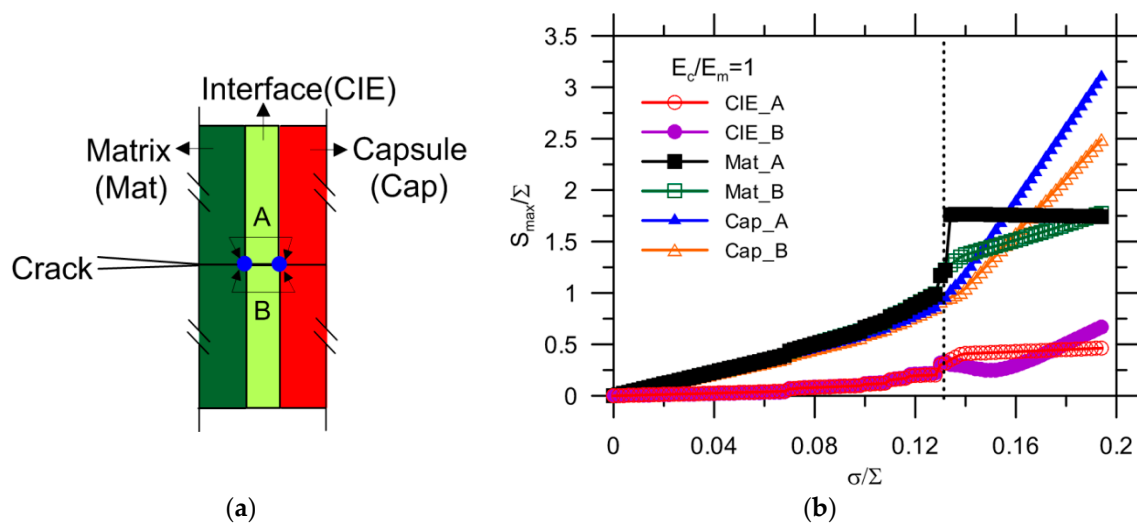 Interface(CIE)
Matrix
(Mat)
Capsule
(Cap)
A
Crack
B
(a)
3.5
3
2.5
2
1.5
1
0.5
0
Smax/Σ
Ec/Em=1
CIE_A
CIE_B
Mat_A
Mat_B
Cap_A
Cap_B
0 0.04 0.08 0.12 0.16 0.2
σ/Σ
(b)